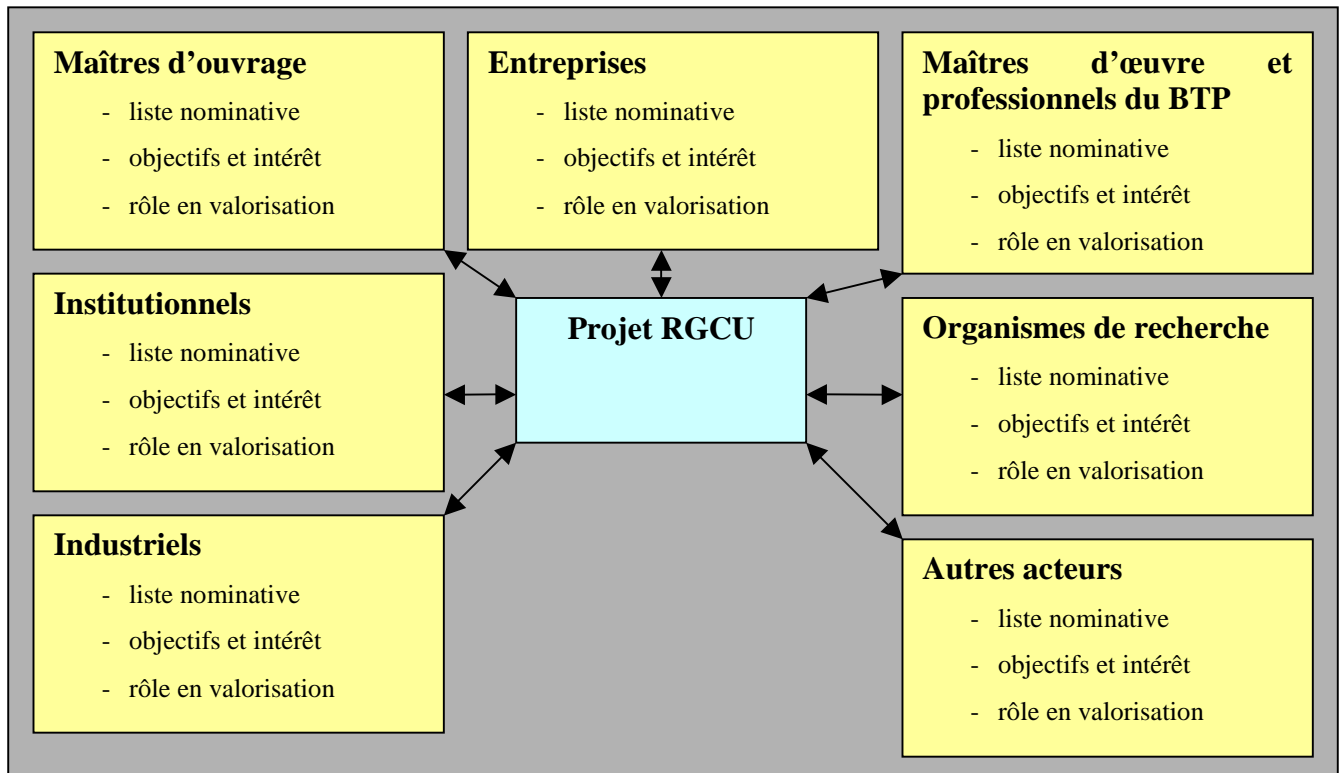 Maîtres d’ouvrage
- liste nominative
- objectifs et intérêt
- rôle en valorisation
Entreprises
- liste nominative
- objectifs et intérêt
- rôle en valorisation
Maîtres d’œuvre et
professionnels du BTP
- liste nominative
- objectifs et intérêt
- rôle en valorisation
Institutionnels
- liste nominative
- objectifs et intérêt
- rôle en valorisation
Projet RGCU
Organismes de recherche
- liste nominative
- objectifs et intérêt
- rôle en valorisation
Industriels
- liste nominative
- objectifs et intérêt
- rôle en valorisation
Autres acteurs
- liste nominative
- objectifs et intérêt
- rôle en valorisation